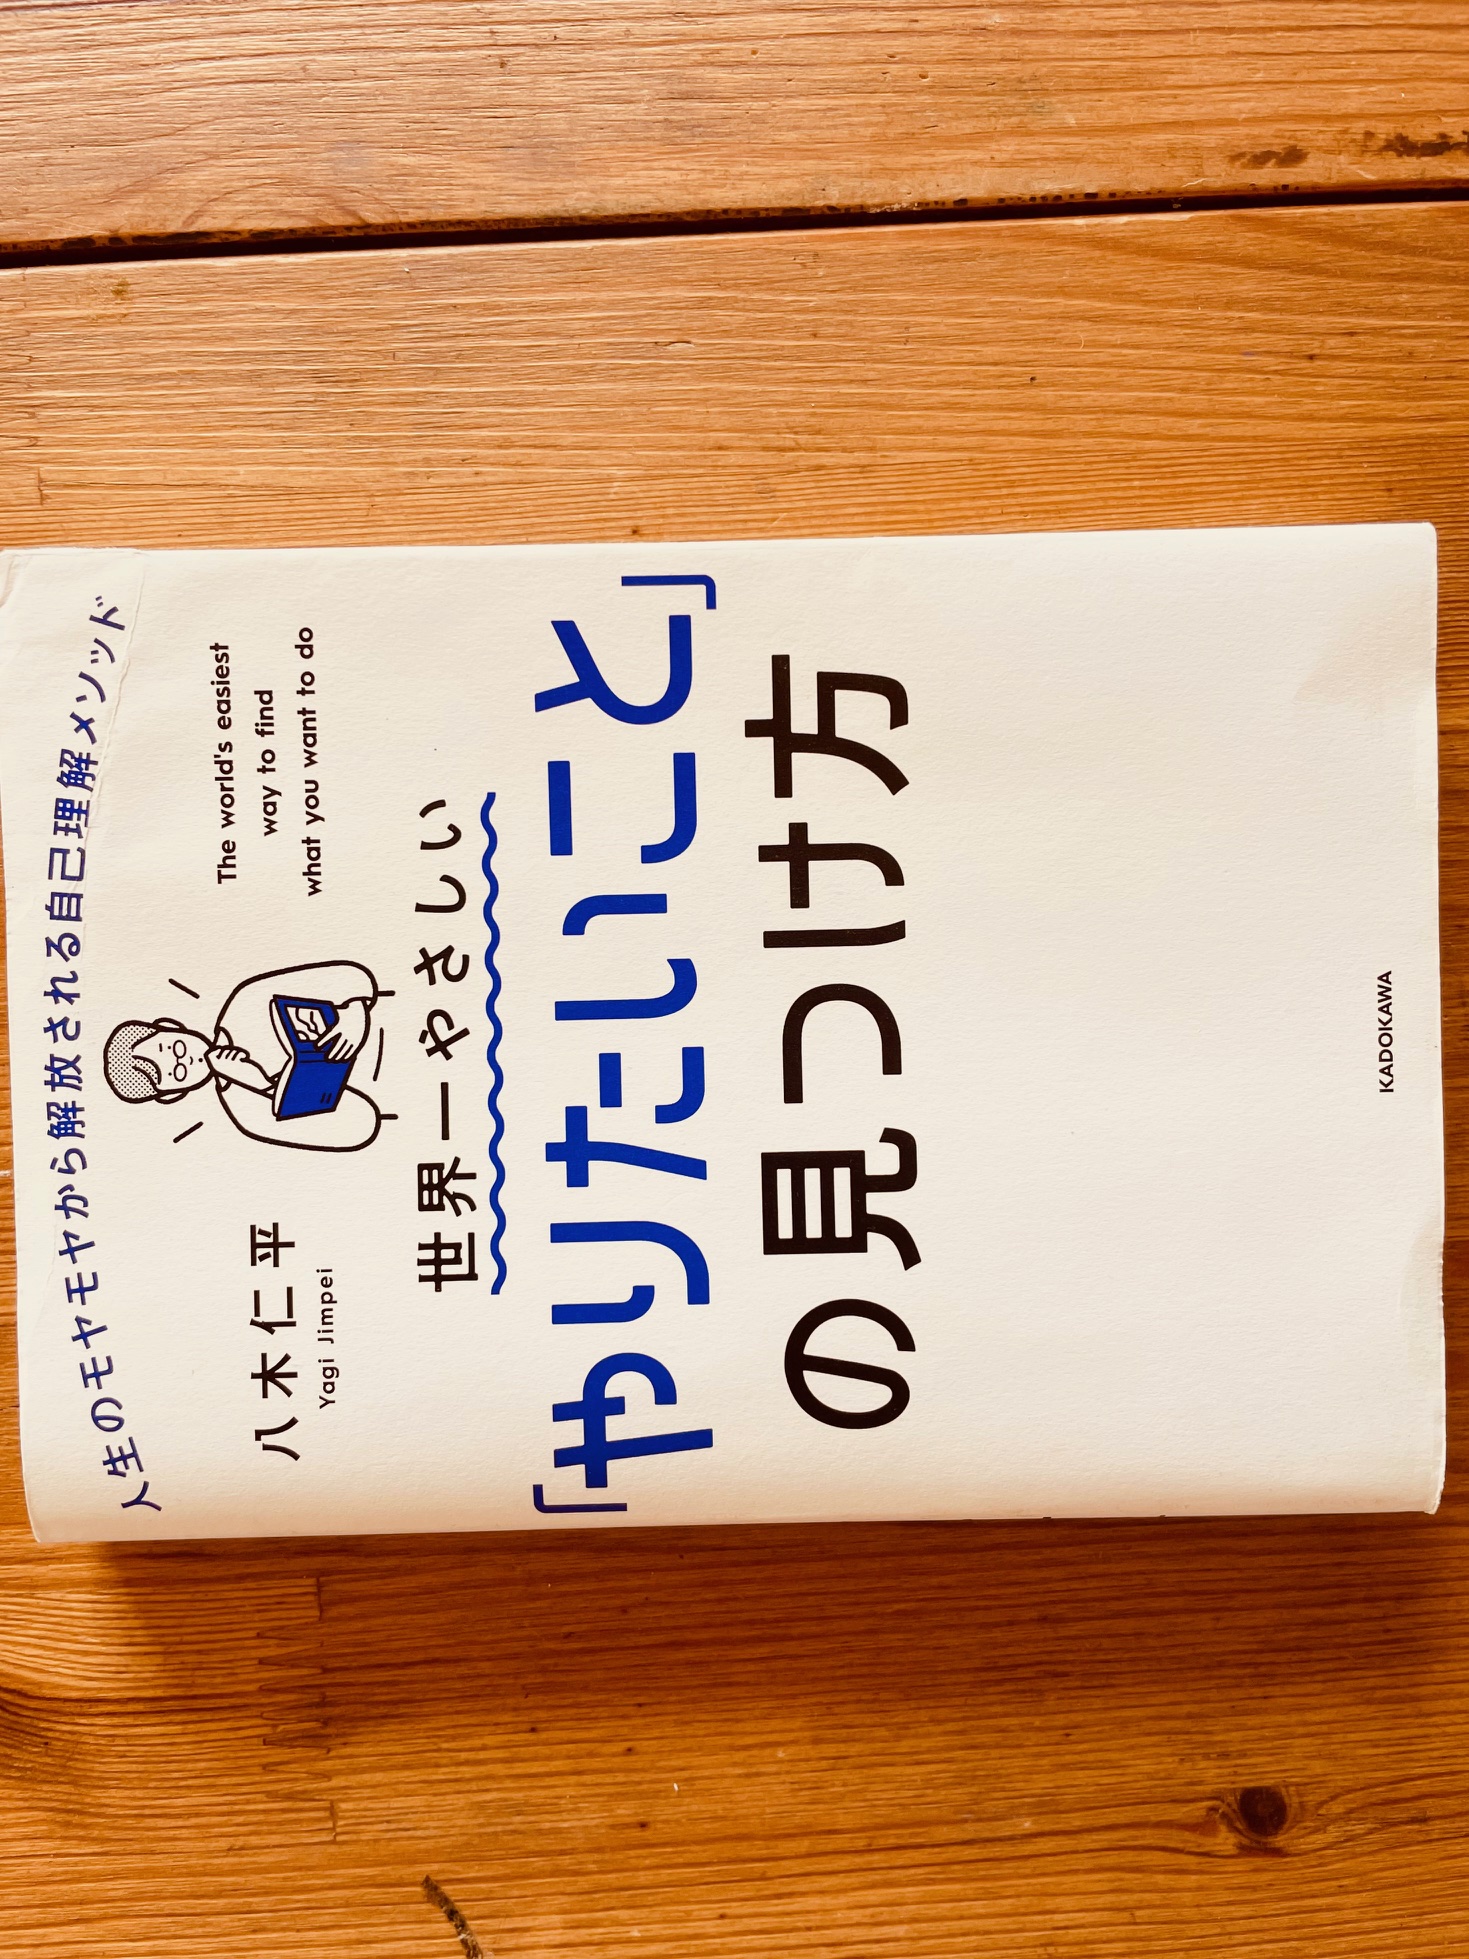 人生のモヤモヤから解放される自己理解メソッド
八木仁平
Yagi Jimpei
The world's easiest
way to find
what you want to do
世界一やさしい
「やりたいこと」
の見つけ方
KADOKAWA